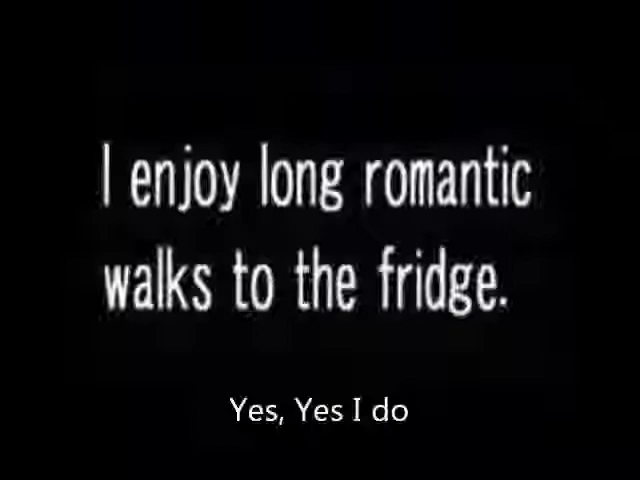 I enjoy long romantic
walks to the fridge.
Yes, Yes I do